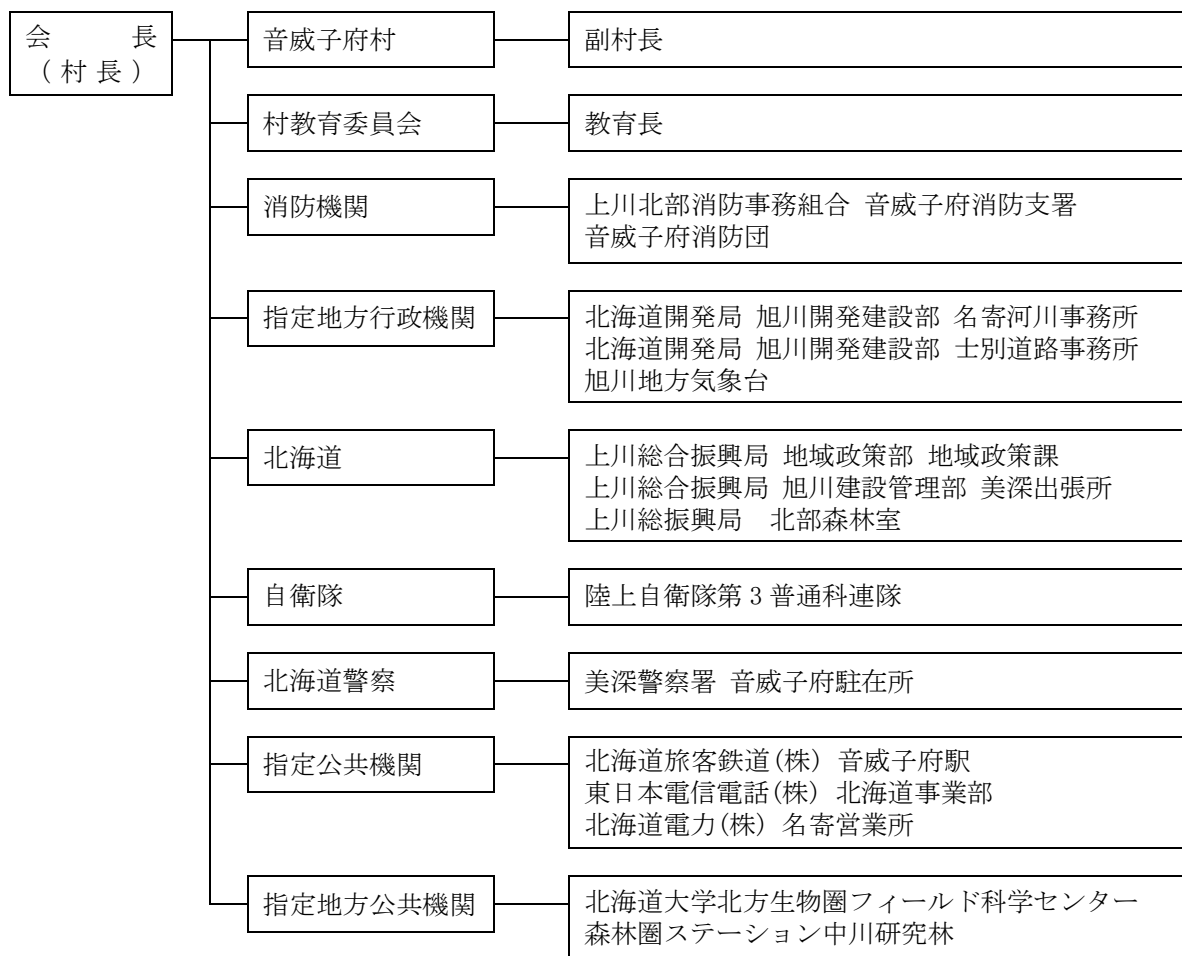 会　　　長
（村長）
音威子府村
副村長
村教育委員会
教育長
消防機関
上川北部消防事務組合 音威子府消防支署
音威子府消防団
指定地方行政機関
北海道開発局 旭川開発建設部 名寄河川事務所
北海道開発局 旭川開発建設部 士別道路事務所
旭川地方気象台
北海道
上川総合振興局 地域政策部 地域政策課
上川総合振興局 旭川建設管理部 美深出張所
上川総振興局　北部森林室
自衛隊
陸上自衛隊第3普通科連隊
北海道警察
美深警察署 音威子府駐在所
指定公共機関
北海道旅客鉄道(株) 音威子府駅
東日本電信電話(株) 北海道事業部
北海道電力(株) 名寄営業所
指定地方公共機関
北海道大学北方生物圏フィールド科学センター
森林圏ステーション中川研究林